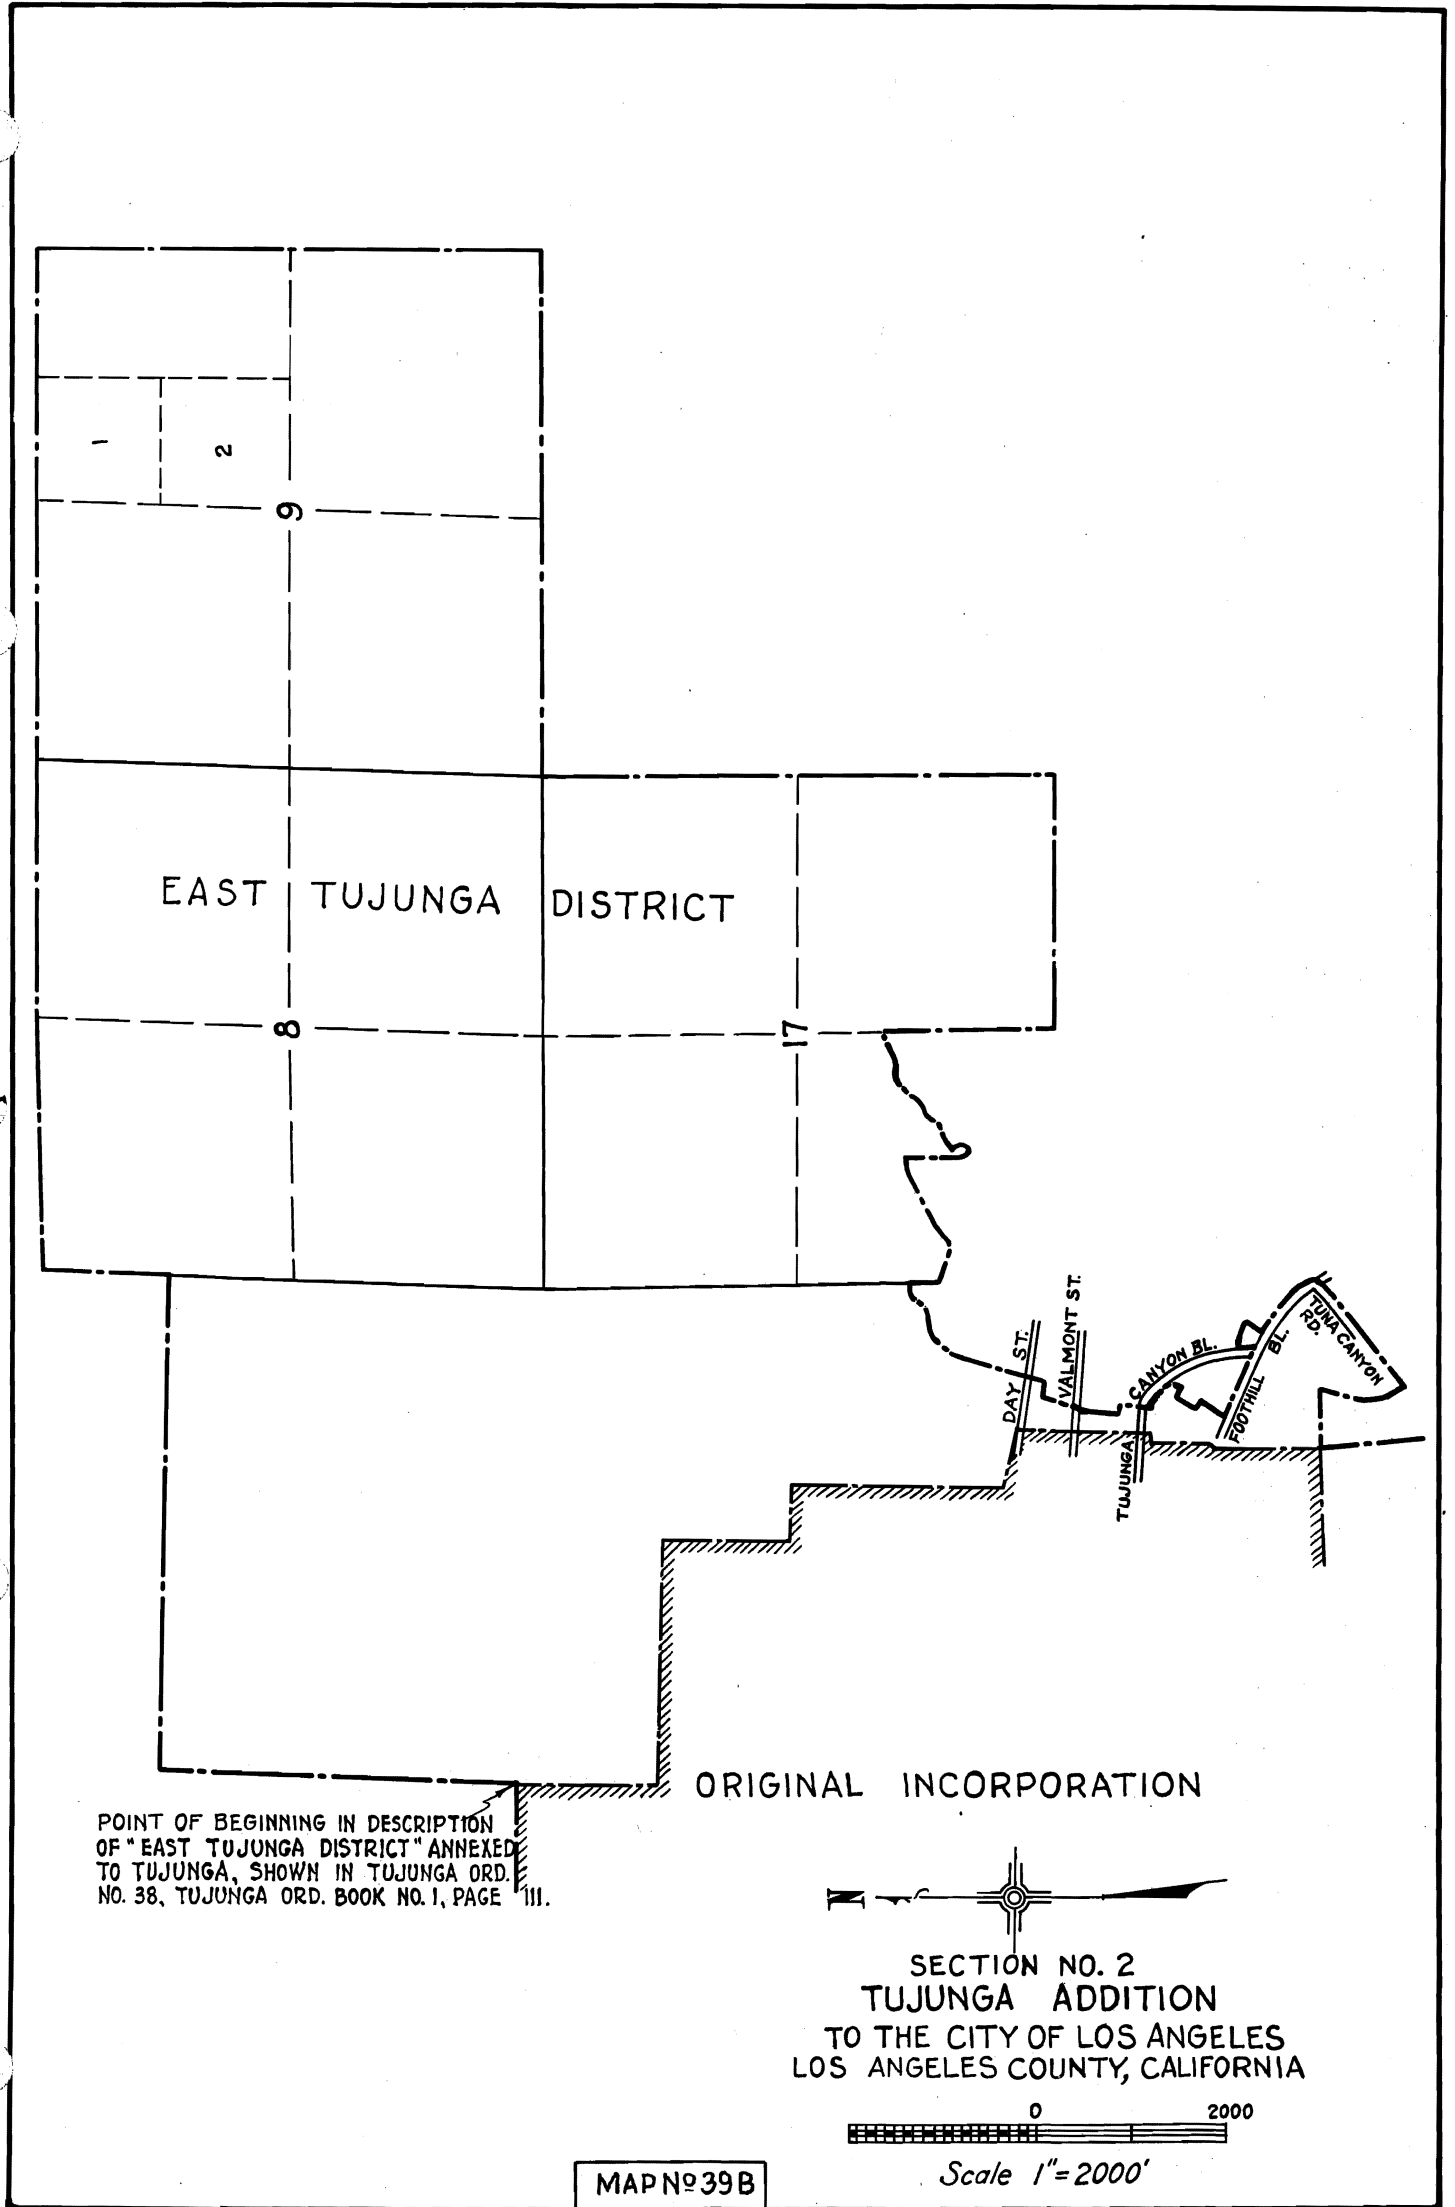 1
2
9
EAST TUJUNGA DISTRICT
8
17
DAY ST.
VALMONT ST.
TUJUNGA CANYON BL.
FOOTHILL BL.
TUNA CANYON RD.
ORIGINAL INCORPORATION
POINT OF BEGINNING IN DESCRIPTION
OF "EAST TUJUNGA DISTRICT" ANNEXED
TO TUJUNGA, SHOWN IN TUJUNGA ORD.
NO. 38, TUJUNGA ORD. BOOK NO. 1, PAGE 111.
N
SECTION NO. 2
TUJUNGA ADDITION
TO THE CITY OF LOS ANGELES
LOS ANGELES COUNTY, CALIFORNIA
0 2000
Scale 1"=2000'
MAP Nº 39B